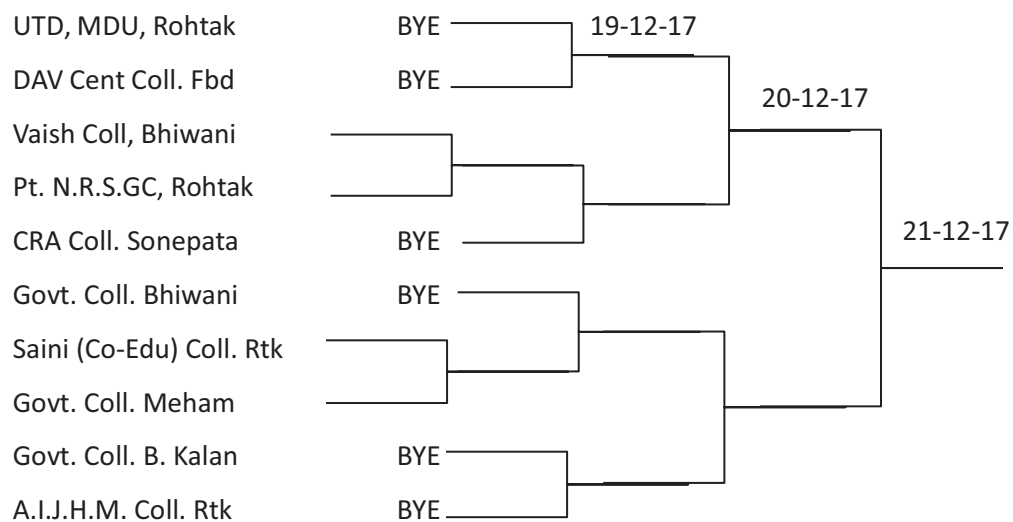 UTD, MDU, Rohtak BYE 19-12-17
DAV Cent Coll. Fbd BYE
20-12-17
Vaish Coll, Bhiwani
Pt. N.R.S.GC, Rohtak
CRA Coll. Sonepata BYE
21-12-17
Govt. Coll. Bhiwani BYE
Saini (Co-Edu) Coll. Rtk
Govt. Coll. Meham
Govt. Coll. B. Kalan BYE
A.I.J.H.M. Coll. Rtk BYE